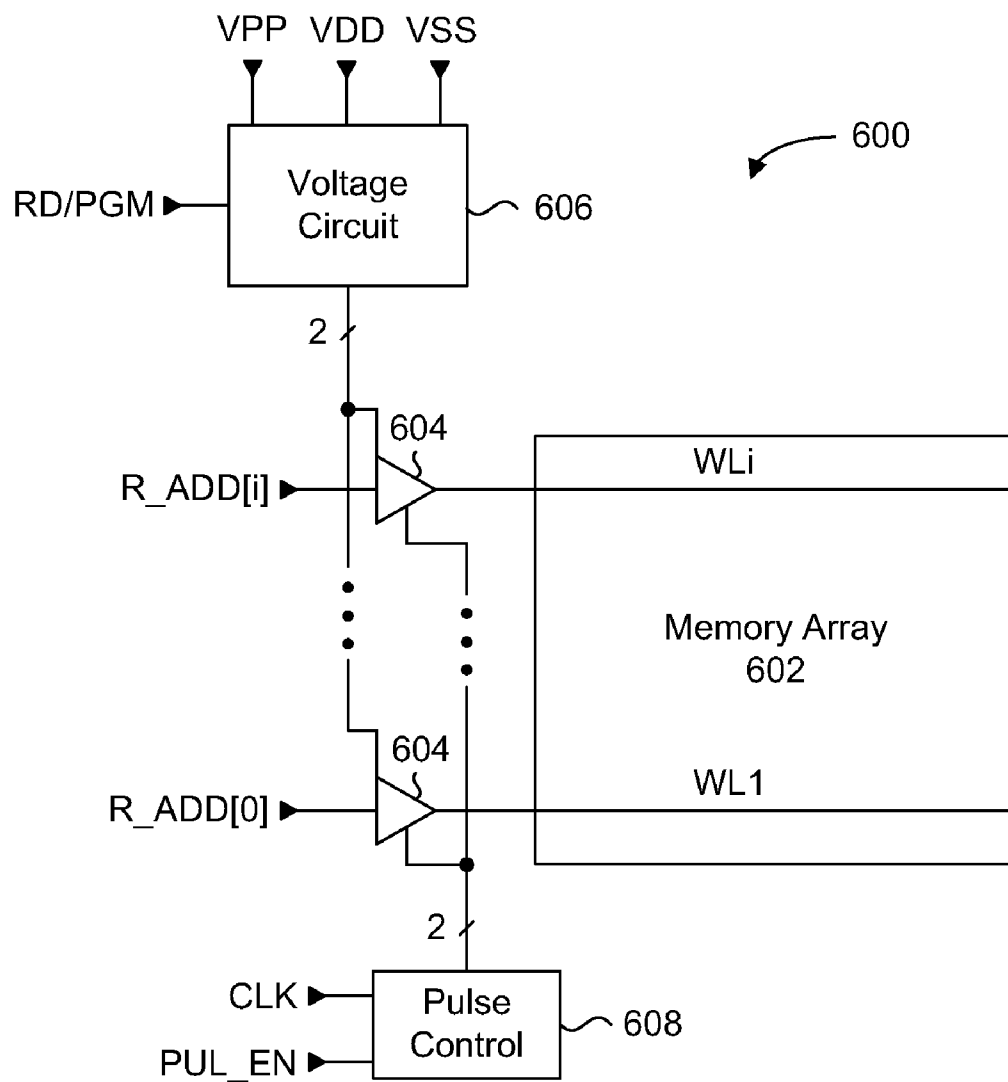 VPP VDD VSS
600
RD/PGM
Voltage
Circuit
606
2
604
R_ADD[i]
WLi
Memory Array
602
604
R_ADD[0]
WL1
2
CLK
PUL_EN
Pulse
Control
608